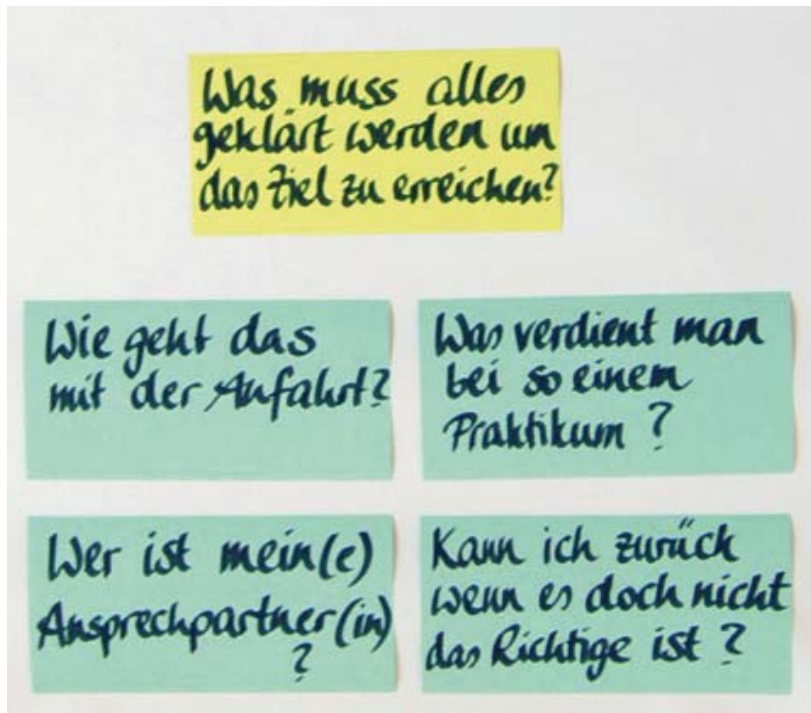 Was muss alles
geklärt werden um
das Ziel zu erreichen?
Wie geht das
mit der Anfahrt?
Was verdient man
bei so einem
Praktikum ?
Wer ist mein(e)
Ansprechpartner(in)
?
Kann ich zurück
wenn es doch nicht
das Richtige ist ?